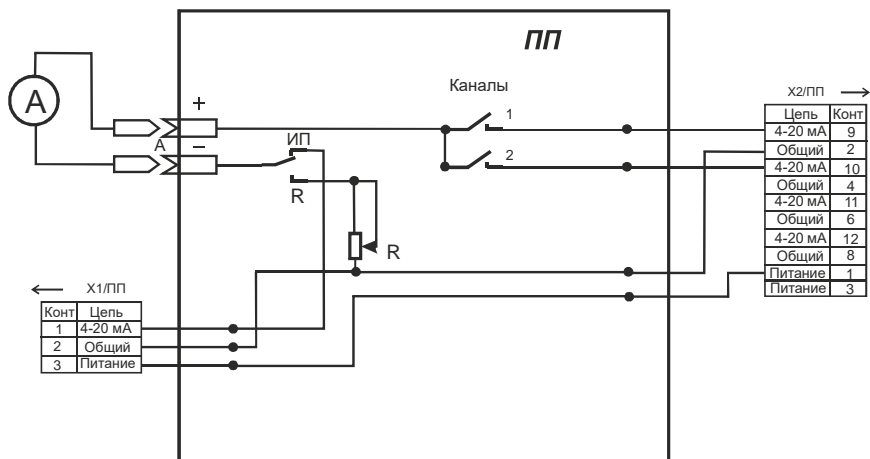 ПП
Каналы
1
2
А
+
А
−
ИП
R
R
X2/ПП
Цепь Конт
4-20 мА 9
Общий 2
4-20 мА 10
Общий 4
4-20 мА 11
Общий 6
4-20 мА 12
Общий 8
Питание 1
Питание 3
X1/ПП
Конт Цепь
1 4-20 мА
2 Общий
3 Питание